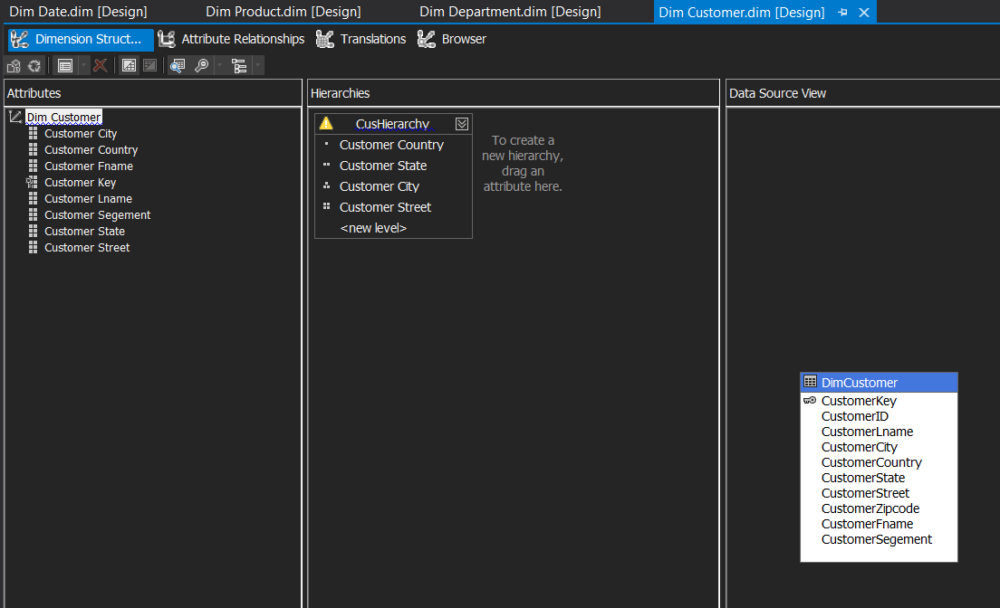 Dim Date.dim [Design]
Dim Product.dim [Design]
Dim Department.dim [Design]
Dim Customer.dim [Design]
Dimension Struct...
Attribute Relationships
Translations
Browser
Attributes
Dim Customer
Customer City
Customer Country
Customer Fname
Customer Key
Customer Lname
Customer Segement
Customer State
Customer Street
Hierarchies
CusHierarchy
Customer Country
Customer State
Customer City
Customer Street
<new level>
To create a
new hierarchy,
drag an
attribute here.
Data Source View
DimCustomer
CustomerKey
CustomerID
CustomerLname
CustomerCity
CustomerCountry
CustomerState
CustomerStreet
CustomerZipcode
CustomerFname
CustomerSegement